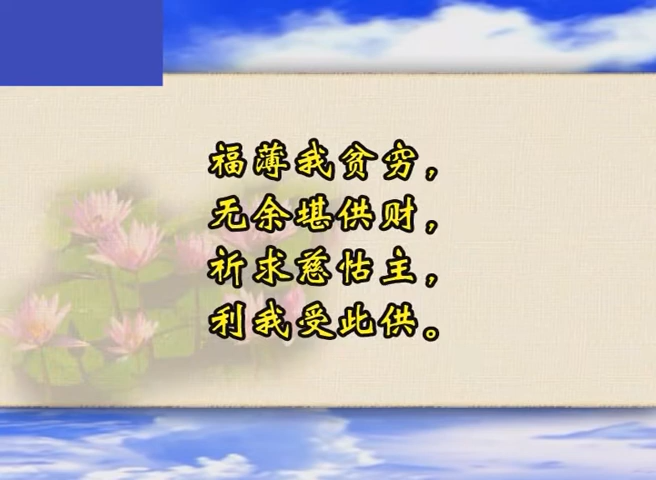 福薄我贫穷，
无余堪供财，
祈求慈怙主，
利我受此供。